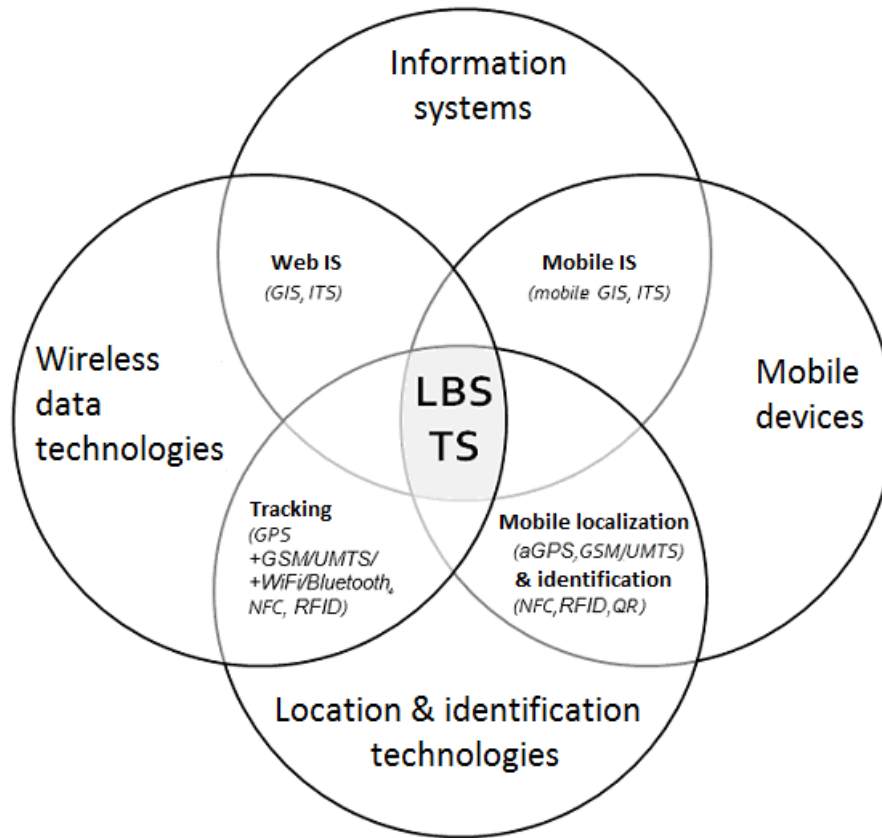 Information
systems
Web IS
(GIS, ITS)
Mobile IS
(mobile GIS, ITS)
Wireless
data
technologies
LBS
TS
Mobile
devices
Tracking
(GPS
+GSM/UMTS/
+WiFi/Bluetooth,
NFC, RFID)
Mobile localization
(aGPS,GSM/UMTS)
& identification
(NFC,RFID,QR)
Location & identification
technologies